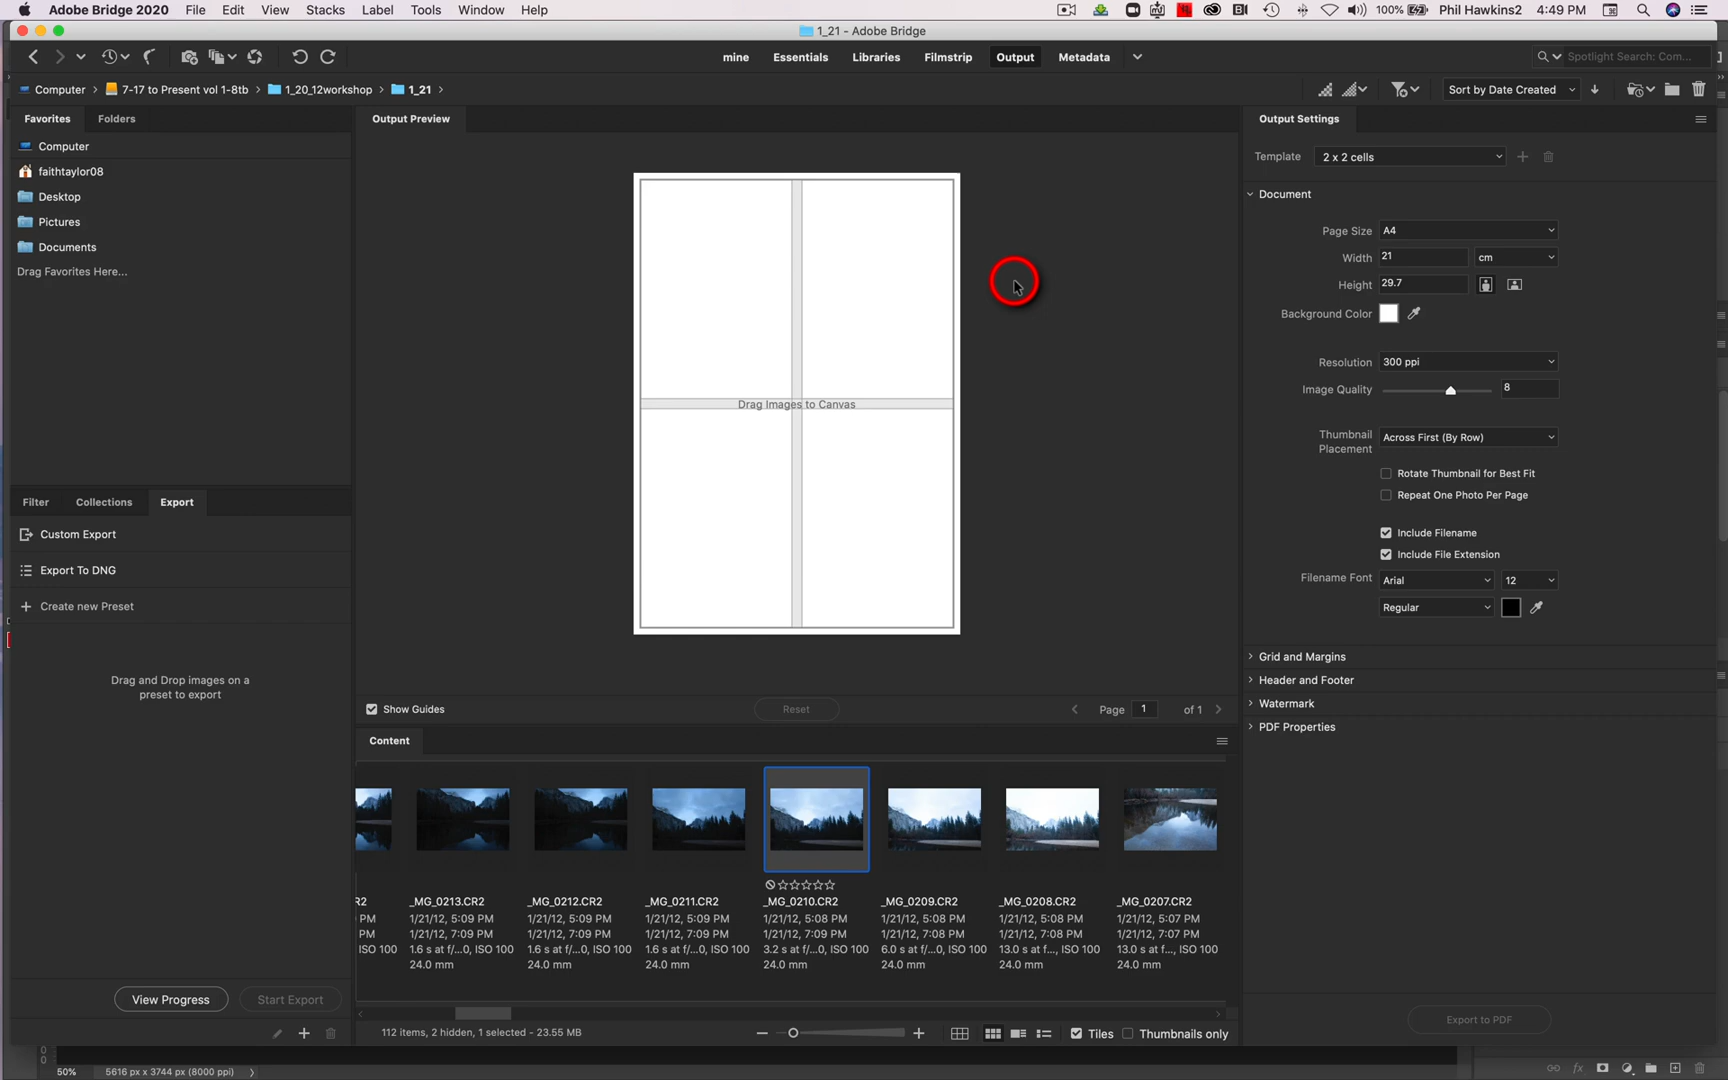 Adobe Bridge 2020 File Edit View Stacks Label Tools Window Help 100% Phil Hawkins2 4:49 PM
1_21 - Adobe Bridge
mine Essentials Libraries Filmstrip Output Metadata Spotlight Search: Com...
Computer 7-17 to Present vol 1-8tb 1_20_12workshop 1_21 Sort by Date Created
Favorites Folders
Computer
faithtaylor08
Desktop
Pictures
Documents
Drag Favorites Here...
Filter Collections Export
Custom Export
Export To DNG
Create new Preset
Drag and Drop images on a
preset to export
View Progress Start Export
Output Preview
Drag Images to Canvas
Show Guides Reset Page 1 of 1
Content
R2 _MG_0213.CR2 _MG_0212.CR2 _MG_0211.CR2 _MG_0210.CR2 _MG_0209.CR2 _MG_0208.CR2 _MG_0207.CR2
PM 1/21/12, 5:09 PM 1/21/12, 5:09 PM 1/21/12, 5:09 PM 1/21/12, 5:08 PM 1/21/12, 5:08 PM 1/21/12, 5:08 PM 1/21/12, 5:07 PM
PM 1/21/12, 7:09 PM 1/21/12, 7:09 PM 1/21/12, 7:09 PM 1/21/12, 7:08 PM 1/21/12, 7:08 PM 1/21/12, 7:08 PM 1/21/12, 7:07 PM
ISO 100 1.6 s at f/...0, ISO 100 1.6 s at f/...0, ISO 100 1.6 s at f/...0, ISO 100 3.2 s at f/...0, ISO 100 6.0 s at f/...0, ISO 100 13.0 s at f/..., ISO 100 13.0 s at f/..., ISO 100
24.0 mm 24.0 mm 24.0 mm 24.0 mm 24.0 mm 24.0 mm 24.0 mm
112 items, 2 hidden, 1 selected - 23.55 MB Tiles Thumbnails only
Output Settings
Template 2 x 2 cells
Document
Page Size A4
Width 21 cm
Height 29.7
Background Color
Resolution 300 ppi
Image Quality 8
Thumbnail
Placement Across First (By Row)
Rotate Thumbnail for Best Fit
Repeat One Photo Per Page
Include Filename
Include File Extension
Filename Font Arial 12
Regular
Grid and Margins
Header and Footer
Watermark
PDF Properties
Export to PDF
0
0
50% 5616 px x 3744 px (8000 ppi) fx